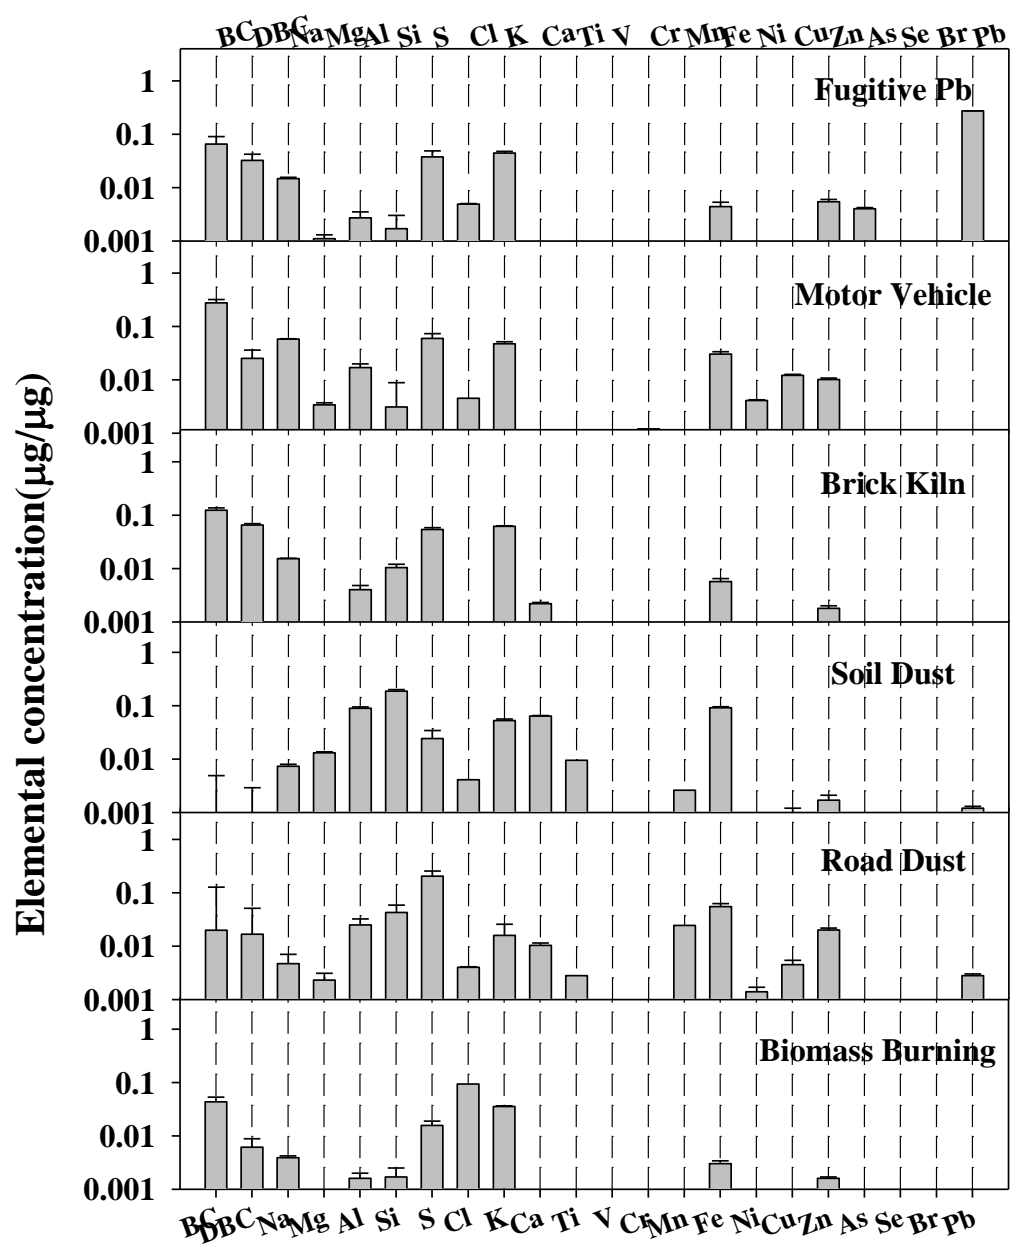 BC DBC Na Mg Al Si S Cl K Ca Ti V Cr Mn Fe Ni Cu Zn As Se Br Pb
Elemental concentration(μg/μg)
Fugitive Pb
1
0.1
0.01
0.001
Motor Vehicle
1
0.1
0.01
0.001
Brick Kiln
1
0.1
0.01
0.001
Soil Dust
1
0.1
0.01
0.001
Road Dust
1
0.1
0.01
0.001
Biomass Burning
1
0.1
0.01
0.001
BC DBC Na Mg Al Si S Cl K Ca Ti V Cr Mn Fe Ni Cu Zn As Se Br Pb